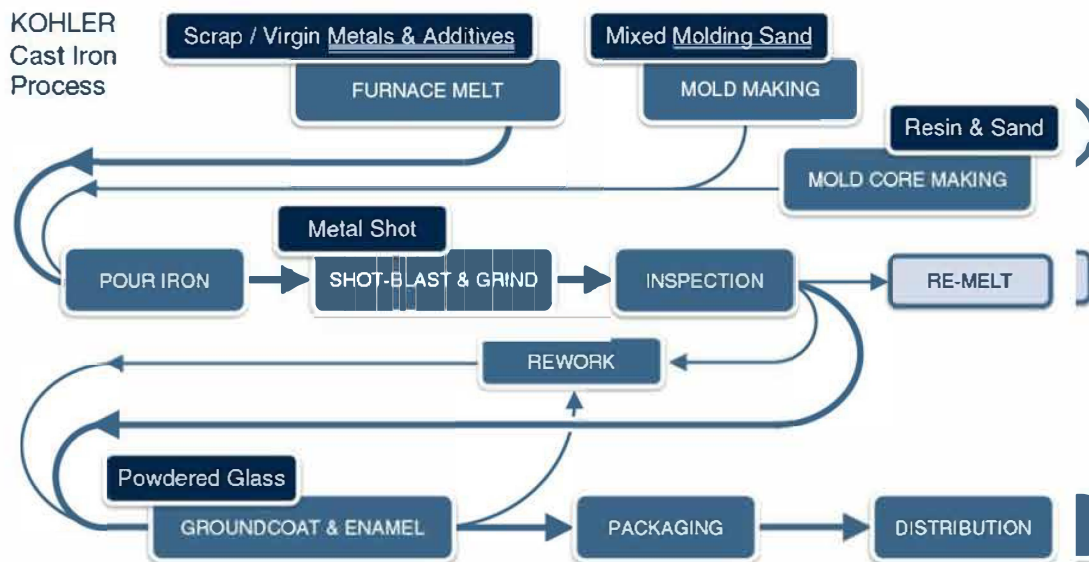 KOHLER
Cast Iron
Process
Scrap / Virgin Metals & Additives
FURNACE MELT
Mixed Molding Sand
MOLD MAKING
Resin & Sand
MOLD CORE MAKING
Metal Shot
POUR IRON
SHOT-BLAST & GRIND
INSPECTION
RE-MELT
REWORK
Powdered Glass
GROUNDCOAT & ENAMEL
PACKAGING
DISTRIBUTION